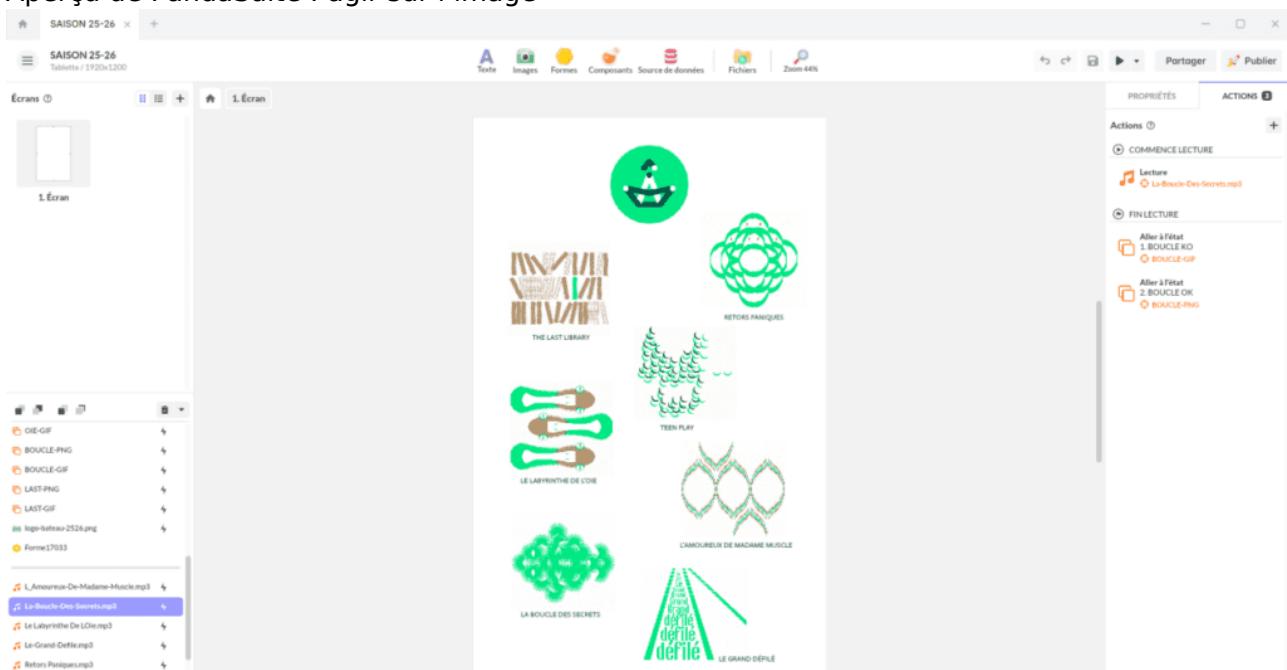 SAISON 25-26
SAISON 25-26
Tablette / 1920x1200
Texte
Images
Formes
Composants
Source de données
Fichiers
Zoom 44%
Partager
Publier
Écrans
1. Écran
1. Écran
PROPRIÉTÉS
ACTIONS 3
Actions
COMMENCE LECTURE
Lecture
La-Boucle-Des-Secrets.mp3
FIN LECTURE
Aller à l'état
1. BOUCLE KO
BOUCLE-GIF
Aller à l'état
2. BOUCLE OK
BOUCLE-PNG
RETORS PANIQUES
THE LAST LIBRARY
TEEN PLAY
LE LABYRINTHE DE L'OIE
L'AMOUREUX DE MADAME MUSCLE
LA BOUCLE DES SECRETS
Grand
défilé
défilé
défilé
LE GRAND DÉFILÉ
OIE-GIF
BOUCLE-PNG
BOUCLE-GIF
LAST-PNG
LAST-GIF
logo-bateau-2526.png
Forme17033
L_Amoureux-De-Madame-Muscle.mp3
La-Boucle-Des-Secrets.mp3
Le Labyrinthe De LOie.mp3
Le-Grand-Defile.mp3
Retors Paniques.mp3